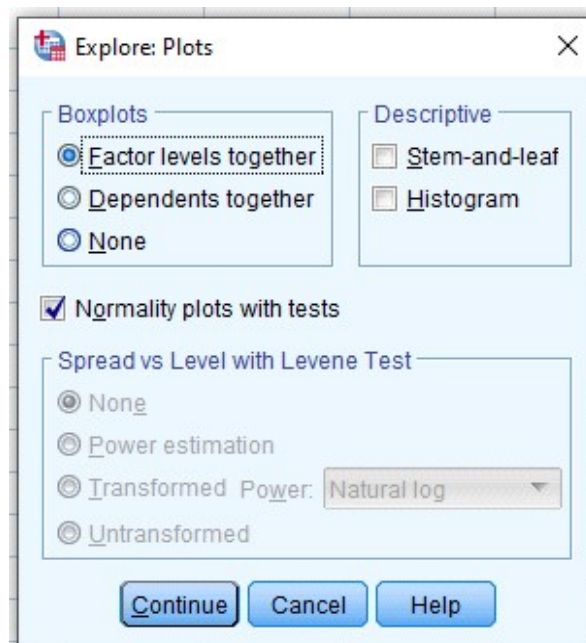 Explore: Plots
Boxplots
Factor levels together
Dependents together
None
Descriptive
Stem-and-leaf
Histogram
Normality plots with tests
Spread vs Level with Levene Test
None
Power estimation
Transformed Power: Natural log
Untransformed
Continue Cancel Help